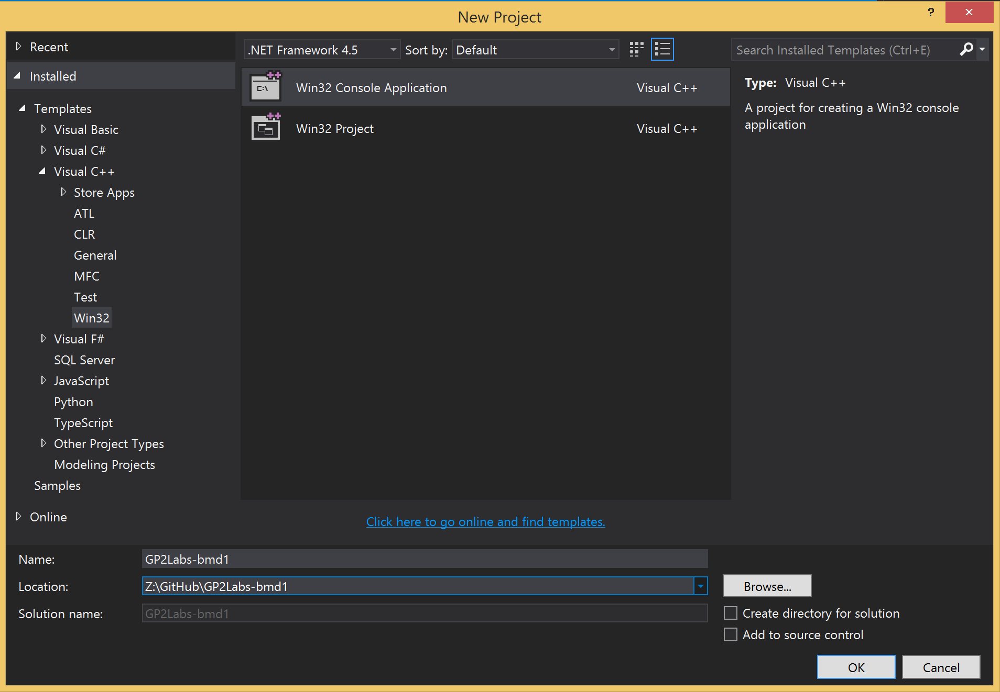 New Project
?
Recent
.NET Framework 4.5
Sort by:
Default
Search Installed Templates (Ctrl+E)
Installed
Templates
Visual Basic
Visual C#
Visual C++
Store Apps
ATL
CLR
General
MFC
Test
Win32
Visual F#
SQL Server
JavaScript
Python
TypeScript
Other Project Types
Modeling Projects
Samples
Online
C:\
Win32 Console Application
Visual C++
Win32 Project
Visual C++
Type: Visual C++
A project for creating a Win32 console
application
Click here to go online and find templates.
Name:
GP2Labs-bmd1
Location:
Z:\GitHub\GP2Labs-bmd1
Browse...
Solution name:
GP2Labs-bmd1
Create directory for solution
Add to source control
OK
Cancel